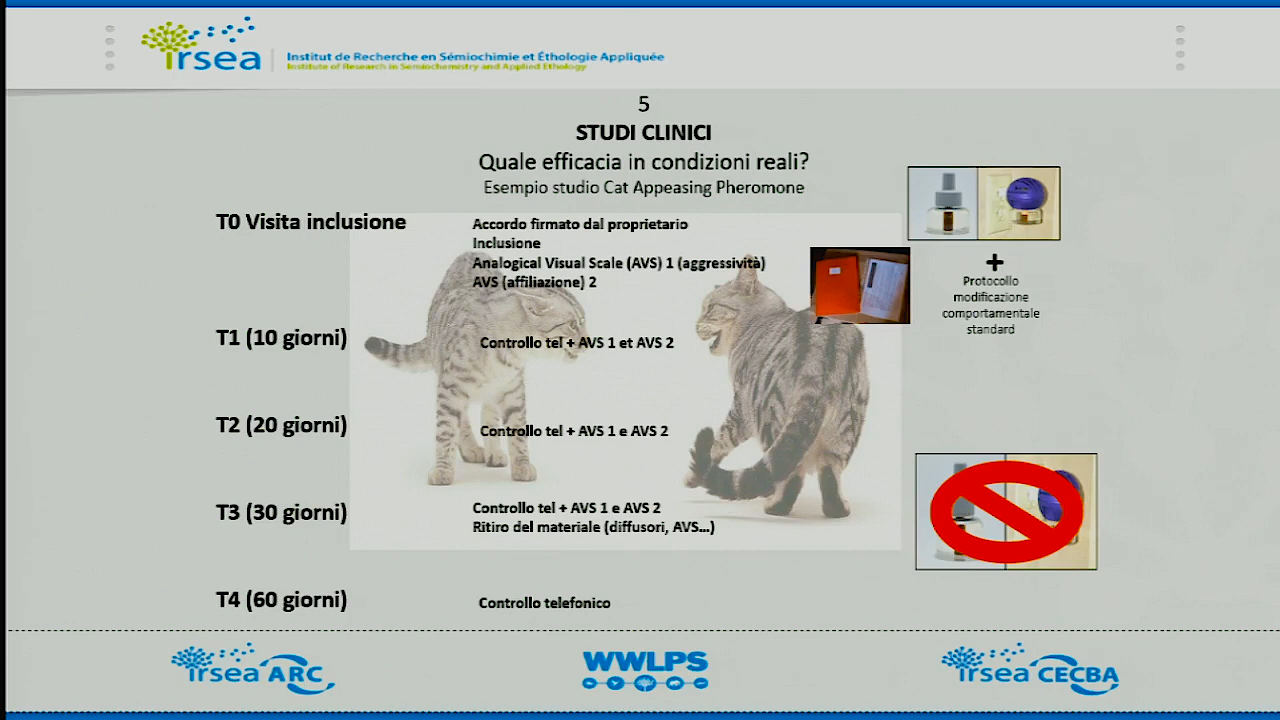 irsea
Institut de Recherche en Sémiochimie et Éthologie Appliquée
Institute of Research in Semiochemistry and Applied Ethology
5
STUDI CLINICI
Quale efficacia in condizioni reali?
Esempio studio Cat Appeasing Pheromone
T0 Visita inclusione
Accordo firmato dal proprietario
Inclusione
Analogical Visual Scale (AVS) 1 (aggressività)
AVS (affiliazione) 2
+
Protocollo
modificazione
comportamentale
standard
T1 (10 giorni)
Controllo tel + AVS 1 et AVS 2
T2 (20 giorni)
Controllo tel + AVS 1 e AVS 2
T3 (30 giorni)
Controllo tel + AVS 1 e AVS 2
Ritiro del materiale (diffusori, AVS...)
T4 (60 giorni)
Controllo telefonico
irsea ARC
WWLPS
irsea CECBA